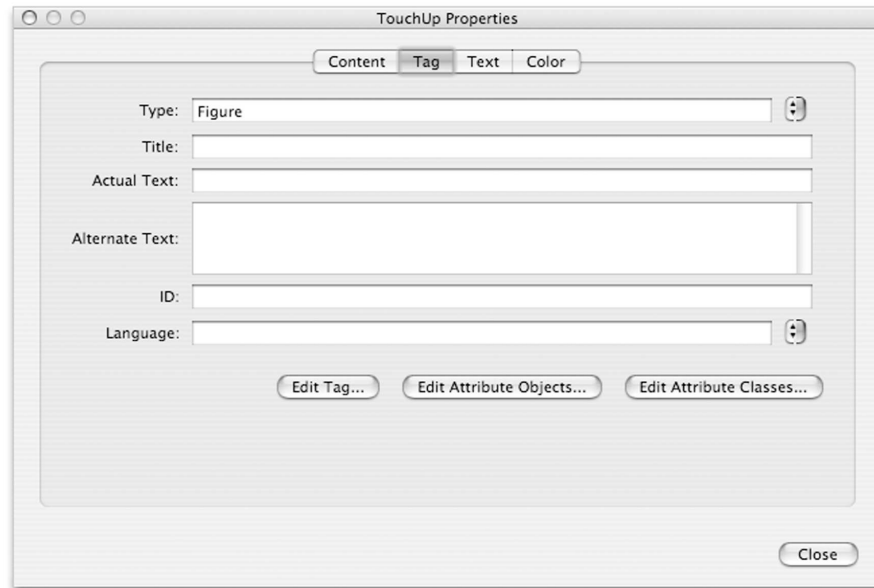 TouchUp Properties
Content Tag Text Color
Type: Figure
Title:
Actual Text:
Alternate Text:
ID:
Language:
Edit Tag... Edit Attribute Objects... Edit Attribute Classes...
Close